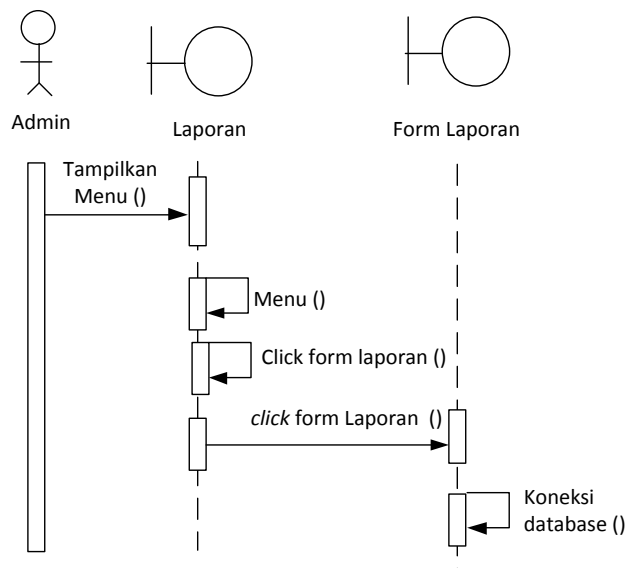 Admin
Laporan
Form Laporan
Tampilkan
Menu ()
Menu ()
Click form laporan ()
click form Laporan  ()
Koneksi
database ()